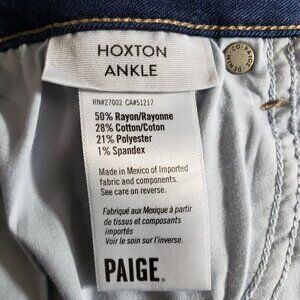 HOXTON
ANKLE
RN#27002 CA#51217
50% Rayon/Rayonne
28% Cotton/Coton
21% Polyester
1% Spandex
Made in Mexico of Imported
fabric and components.
See care on reverse.
Fabriqué aux Mexique à partir
de tissus et composants
importés
Voir le soin sur l'inverse.
PAIGE